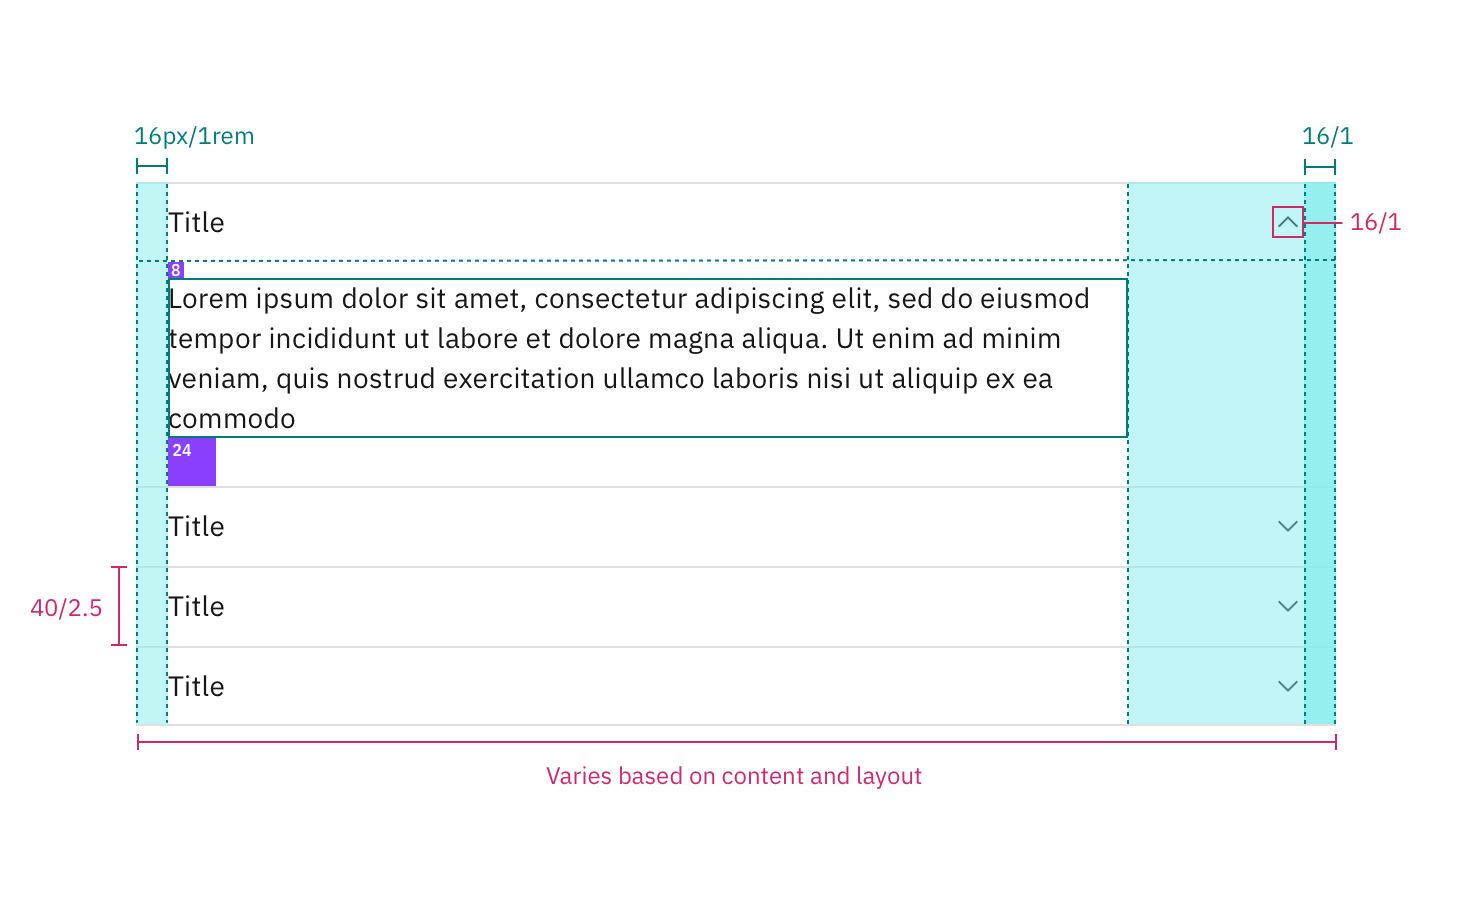 16px/1rem
16/1
Title
16/1
8
Lorem ipsum dolor sit amet, consectetur adipiscing elit, sed do eiusmod
tempor incididunt ut labore et dolore magna aliqua. Ut enim ad minim
veniam, quis nostrud exercitation ullamco laboris nisi ut aliquip ex ea
commodo
24
Title
40/2.5
Title
Title
Varies based on content and layout